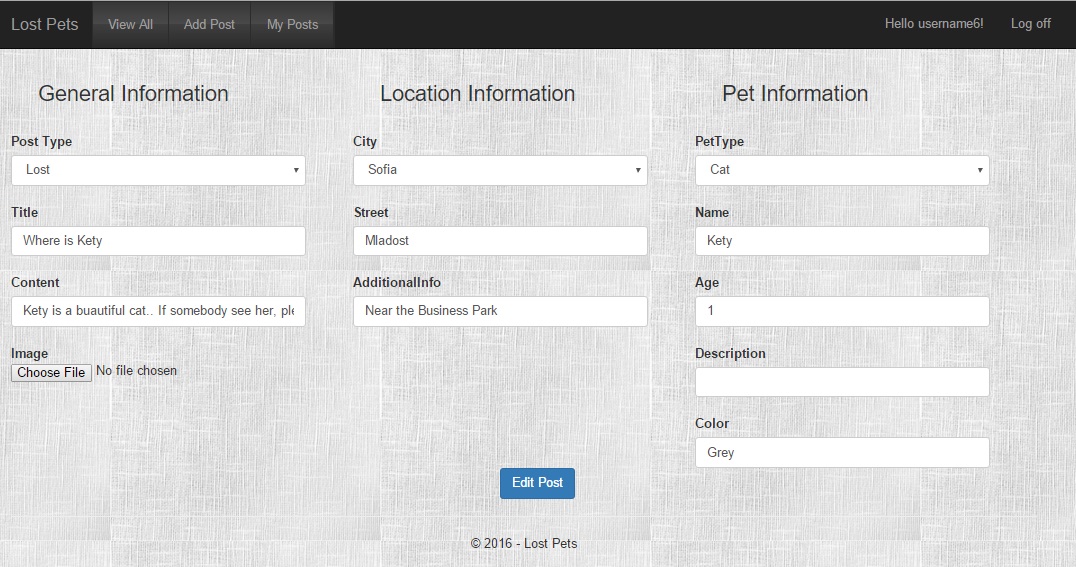 Lost Pets View All Add Post My Posts Hello username6! Log off
General Information
Post Type
Lost
Title
Where is Kety
Content
Kety is a buautiful cat.. If somebody see her, ple
Image
Choose File No file chosen
Location Information
City
Sofia
Street
Mladost
AdditionalInfo
Near the Business Park
Pet Information
PetType
Cat
Name
Kety
Age
1
Description
Color
Grey
Edit Post
© 2016 - Lost Pets